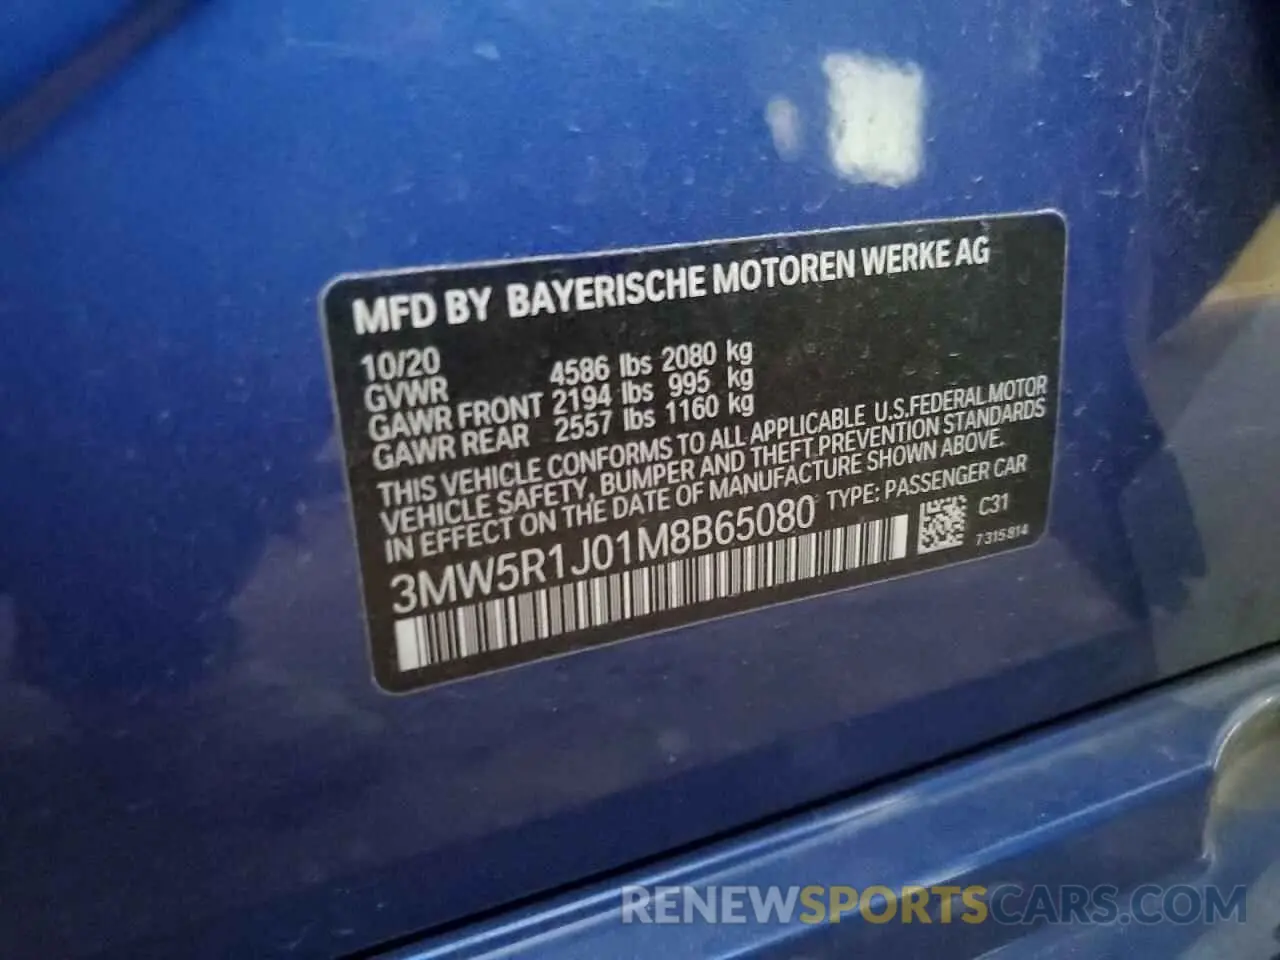 MFD BY BAYERISCHE MOTOREN WERKE AG
10/20
GVWR 4586 lbs 2080 kg
GAWR FRONT 2194 lbs 995 kg
GAWR REAR 2557 lbs 1160 kg
THIS VEHICLE CONFORMS TO ALL APPLICABLE U.S.FEDERAL MOTOR
VEHICLE SAFETY, BUMPER AND THEFT PREVENTION STANDARDS
IN EFFECT ON THE DATE OF MANUFACTURE SHOWN ABOVE.
3MW5R1J01M8B65080 TYPE: PASSENGER CAR
C31
7315814
RENEWSPORTSCARS.COM